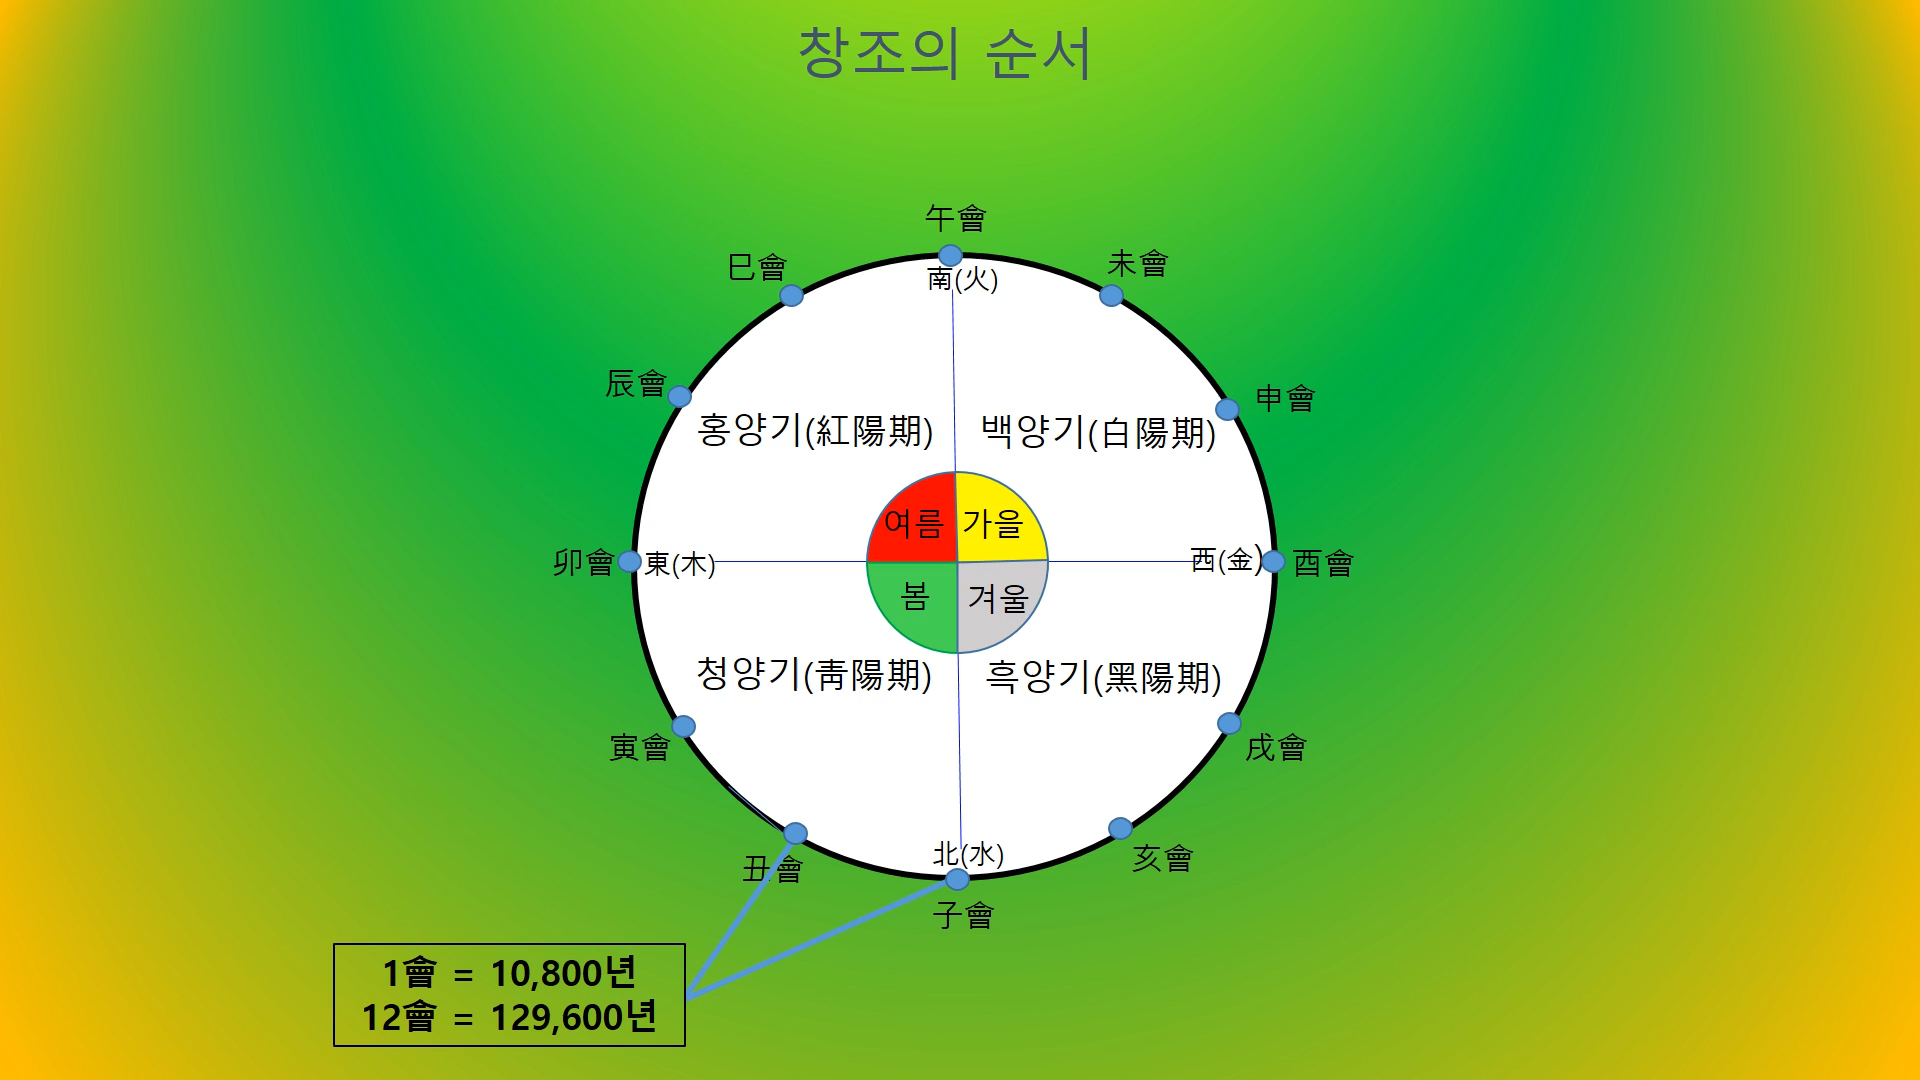 창조의 순서
午會
巳會
未會
南(火)
辰會
申會
홍양기(紅陽期)
백양기(白陽期)
여름
가을
卯會
東(木)
西(金)
酉會
봄
겨울
청양기(靑陽期)
흑양기(黑陽期)
寅會
戌會
丑會
北(水)
亥會
子會
1會 = 10,800년
12會 = 129,600년